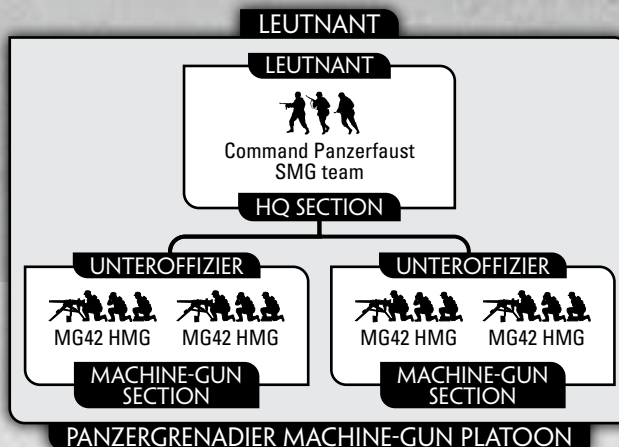 LEUTNANT
LEUTNANT
Command Panzerfaust
SMG team
HQ SECTION
UNTEROFFIZIER
MG42 HMG MG42 HMG
MACHINE-GUN
SECTION
UNTEROFFIZIER
MG42 HMG MG42 HMG
MACHINE-GUN
SECTION
PANZERGRENADIER MACHINE-GUN PLATOON